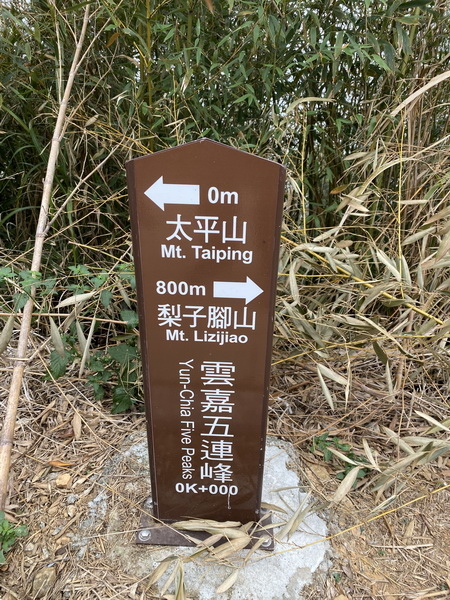 0m
太平山
Mt. Taiping
800m
梨子腳山
Mt. Lizijiao
雲嘉五連峰
Yun-Chia Five Peaks
0K+000